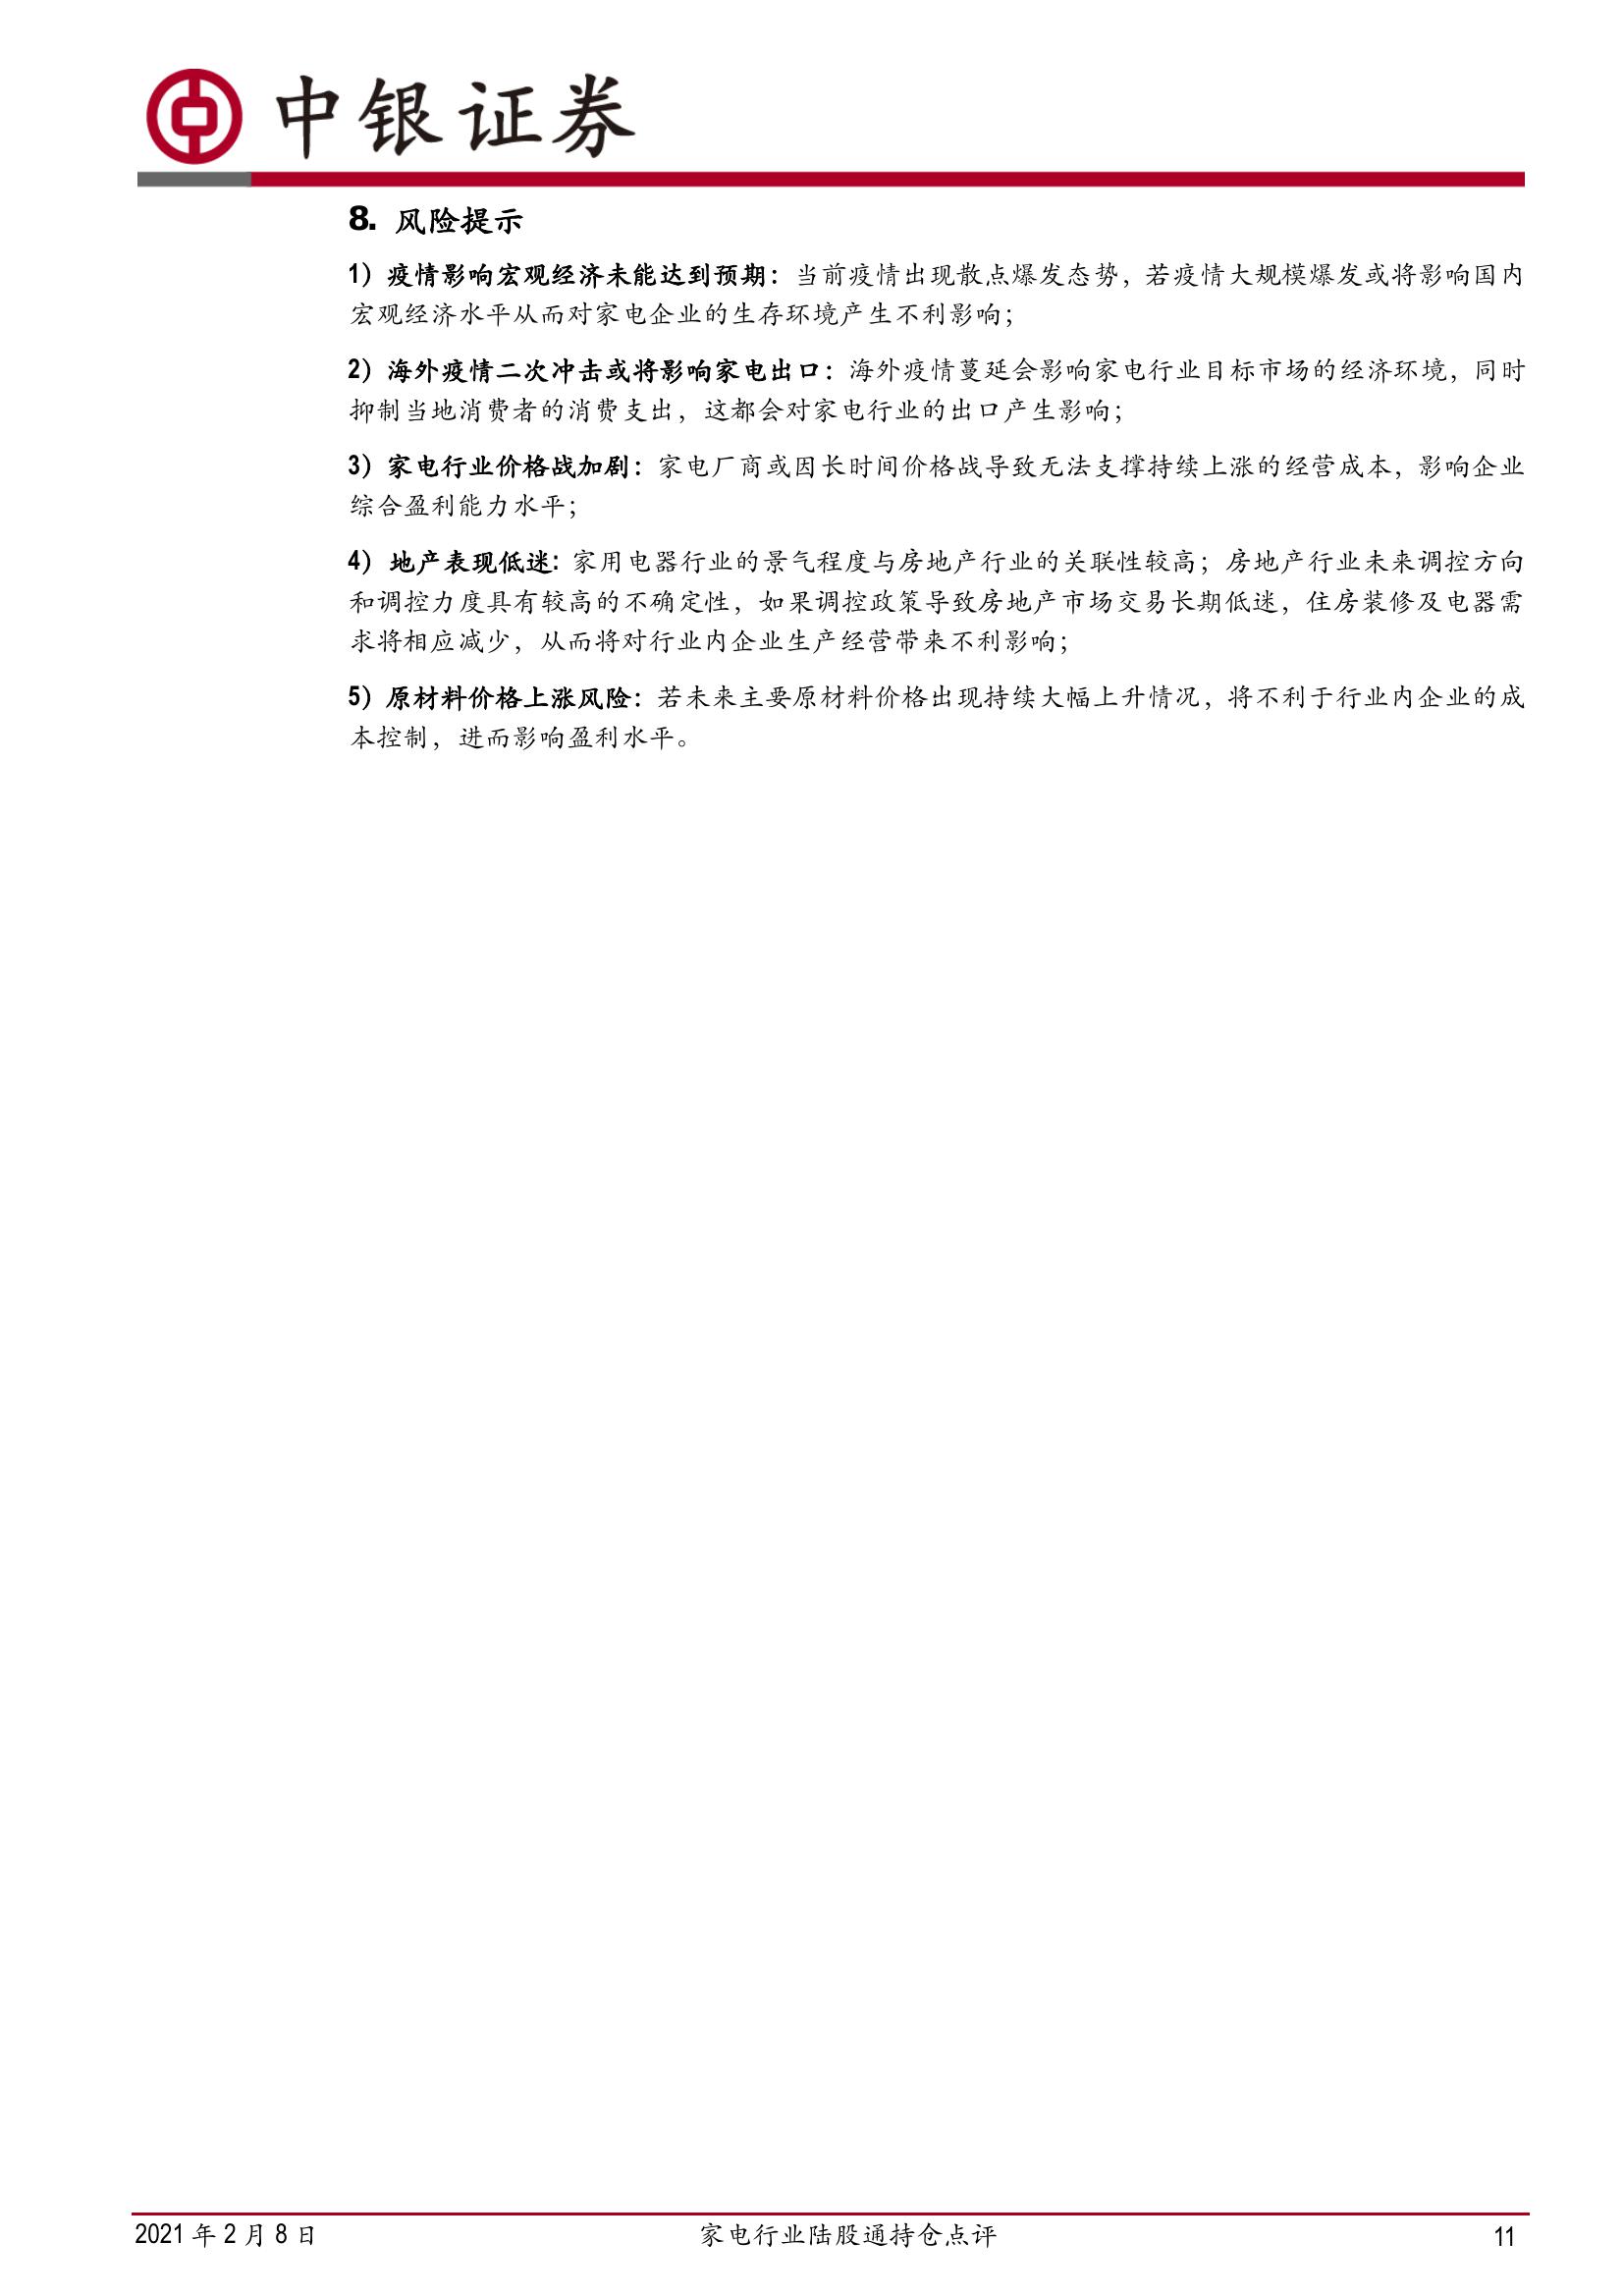 中银证券
8. 风险提示
1）疫情影响宏观经济未能达到预期：当前疫情出现散点爆发态势，若疫情大规模爆发或将影响国内
宏观经济水平从而对家电企业的生存环境产生不利影响；
2）海外疫情二次冲击或将影响家电出口：海外疫情蔓延会影响家电行业目标市场的经济环境，同时
抑制当地消费者的消费支出，这都会对家电行业的出口产生影响；
3）家电行业价格战加剧：家电厂商或因长时间价格战导致无法支撑持续上涨的经营成本，影响企业
综合盈利能力水平；
4）地产表现低迷：家用电器行业的景气程度与房地产行业的关联性较高；房地产行业未来调控方向
和调控力度具有较高的不确定性，如果调控政策导致房地产市场交易长期低迷，住房装修及电器需
求将相应减少，从而将对行业内企业生产经营带来不利影响；
5）原材料价格上涨风险：若未来主要原材料价格出现持续大幅上升情况，将不利于行业内企业的成
本控制，进而影响盈利水平。
2021 年 2 月 8 日 家电行业陆股通持仓点评 11